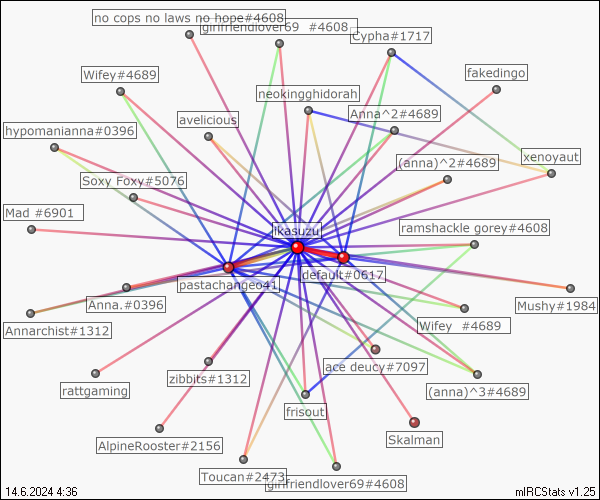 no cops no laws no hope#4608
girlfriendlover69 #4608
Cypha#1717
Wifey#4689
fakedingo
neokingghidorah
avelicious
Anna^2#4689
hypomanianna#0396
(anna)^2#4689
xenoyaut
Soxy Foxy#5076
Mad #6901
ikasuzu
ramshackle gorey#4608
default#0617
pastachange641
Anna.#0396
Mushy#1984
Annarchist#1312
Wifey #4689
ace deucy#7097
zibbits#1312
rattgaming
(anna)^3#4689
frisout
AlpineRooster#2156
Skalman
Toucan#2473
girlfriendlover69#4608
14.6.2024 4:36
mIRCStats v1.25